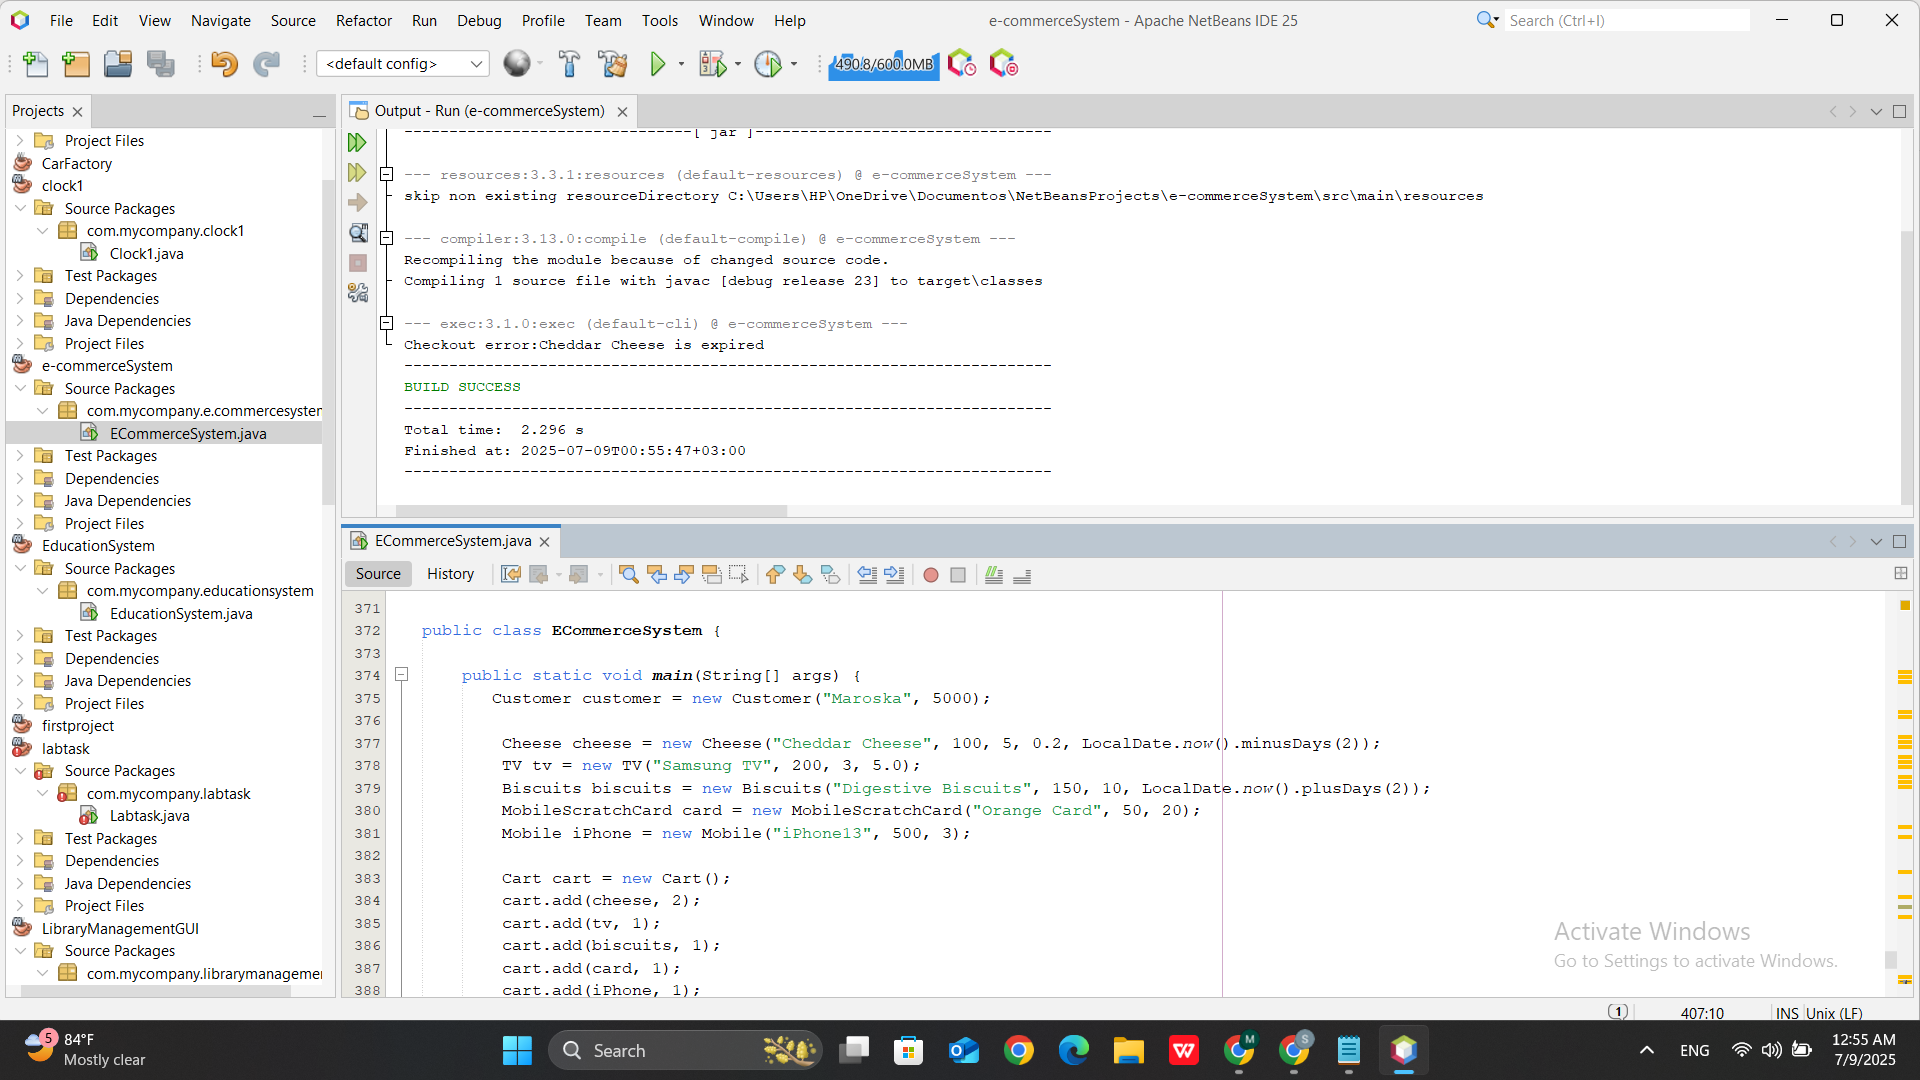 File Edit View Navigate Source Refactor Run Debug Profile Team Tools Window Help
e-commerceSystem - Apache NetBeans IDE 25
Search (Ctrl+I)
<default config>
490.8/600.0MB
Projects
Project Files
CarFactory
clock1
Source Packages
com.mycompany.clock1
Clock1.java
Test Packages
Dependencies
Java Dependencies
Project Files
e-commerceSystem
Source Packages
com.mycompany.e.commercesystem
ECommerceSystem.java
Test Packages
Dependencies
Java Dependencies
Project Files
EducationSystem
Source Packages
com.mycompany.educationsystem
EducationSystem.java
Test Packages
Dependencies
Java Dependencies
Project Files
firstproject
labtask
Source Packages
com.mycompany.labtask
Labtask.java
Test Packages
Dependencies
Java Dependencies
Project Files
LibraryManagementGUI
Source Packages
com.mycompany.librarymanageme
Output - Run (e-commerceSystem)
--------------------------------[ jar ]---------------------------------
--- resources:3.3.1:resources (default-resources) @ e-commerceSystem ---
skip non existing resourceDirectory C:\Users\HP\OneDrive\Documentos\NetBeansProjects\e-commerceSystem\src\main\resources
--- compiler:3.13.0:compile (default-compile) @ e-commerceSystem ---
Recompiling the module because of changed source code.
Compiling 1 source file with javac [debug release 23] to target\classes
--- exec:3.1.0:exec (default-cli) @ e-commerceSystem ---
Checkout error:Cheddar Cheese is expired
------------------------------------------------------------------------
BUILD SUCCESS
------------------------------------------------------------------------
Total time:  2.296 s
Finished at: 2025-07-09T00:55:47+03:00
------------------------------------------------------------------------
ECommerceSystem.java
Source History
371
372 public class ECommerceSystem {
373
374 public static void main(String[] args) {
375 Customer customer = new Customer("Maroska", 5000);
376
377 Cheese cheese = new Cheese("Cheddar Cheese", 100, 5, 0.2, LocalDate.now().minusDays(2));
378 TV tv = new TV("Samsung TV", 200, 3, 5.0);
379 Biscuits biscuits = new Biscuits("Digestive Biscuits", 150, 10, LocalDate.now().plusDays(2));
380 MobileScratchCard card = new MobileScratchCard("Orange Card", 50, 20);
381 Mobile iPhone = new Mobile("iPhone13", 500, 3);
382
383 Cart cart = new Cart();
384 cart.add(cheese, 2);
385 cart.add(tv, 1);
386 cart.add(biscuits, 1);
387 cart.add(card, 1);
388 cart.add(iPhone, 1);
Activate Windows
Go to Settings to activate Windows.
1
407:10
INS Unix (LF)
5
84°F
Mostly clear
Search
M
S
ENG
12:55 AM
7/9/2025